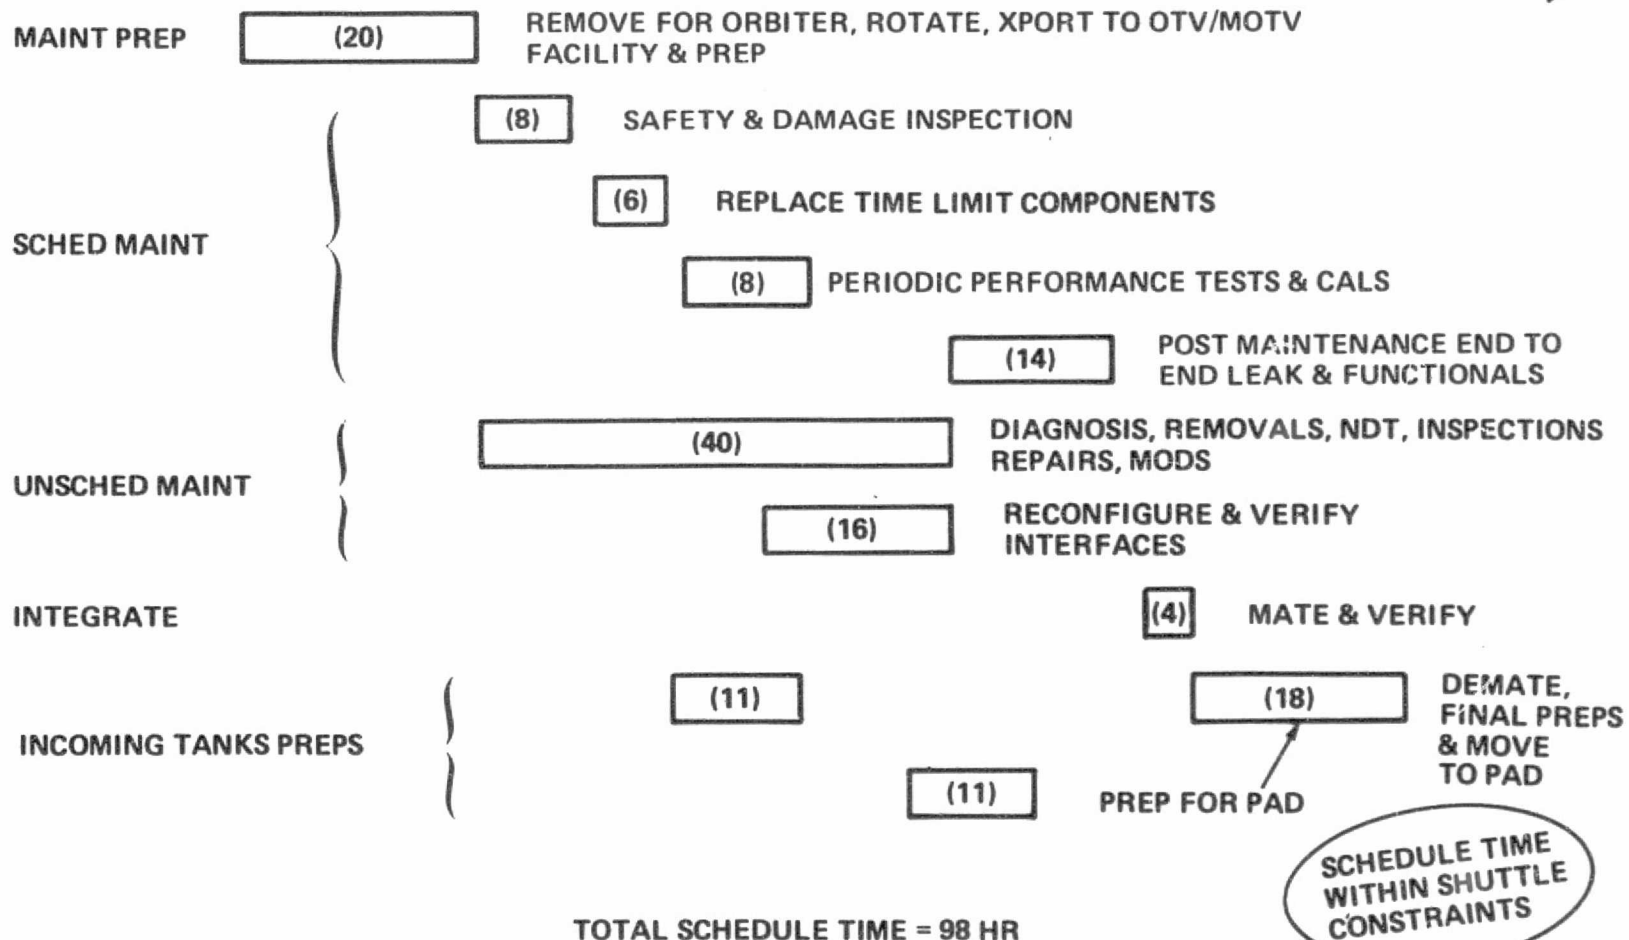 MAINT PREP
(20)
REMOVE FOR ORBITER, ROTATE, XPORT TO OTV/MOTV
FACILITY & PREP
(8)
SAFETY & DAMAGE INSPECTION
(6)
REPLACE TIME LIMIT COMPONENTS
SCHED MAINT
(8)
PERIODIC PERFORMANCE TESTS & CALS
(14)
POST MAINTENANCE END TO
END LEAK & FUNCTIONALS
(40)
DIAGNOSIS, REMOVALS, NDT, INSPECTIONS
REPAIRS, MODS
UNSCHED MAINT
(16)
RECONFIGURE & VERIFY
INTERFACES
INTEGRATE
(4)
MATE & VERIFY
INCOMING TANKS PREPS
(11)
(18)
DEMATE,
FINAL PREPS
& MOVE
TO PAD
(11)
PREP FOR PAD
SCHEDULE TIME
WITHIN SHUTTLE
CONSTRAINTS
TOTAL SCHEDULE TIME = 98 HR